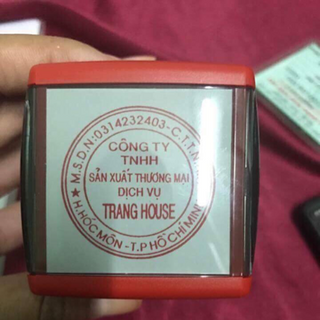 M.S.D.N:0314232403-C.T.T.N
CÔNG TY
TNHH
SẢN XUẤT THƯƠNG MẠI
DỊCH VỤ
TRANG HOUSE
H.HÓC MÔN-T.P HỒ CHÍ MINH